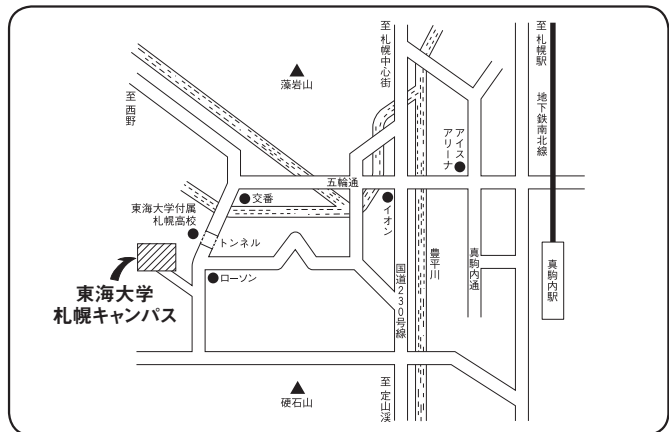 至札幌中心街
至札幌駅
地下鉄南北線
藻岩山
至西野
アイス
アリーナ
五輪通
交番
イオン
東海大学付属
札幌高校
トンネル
豊平川
真駒内通
真駒内駅
ローソン
国道230号線
東海大学
札幌キャンパス
硬石山
至定山渓